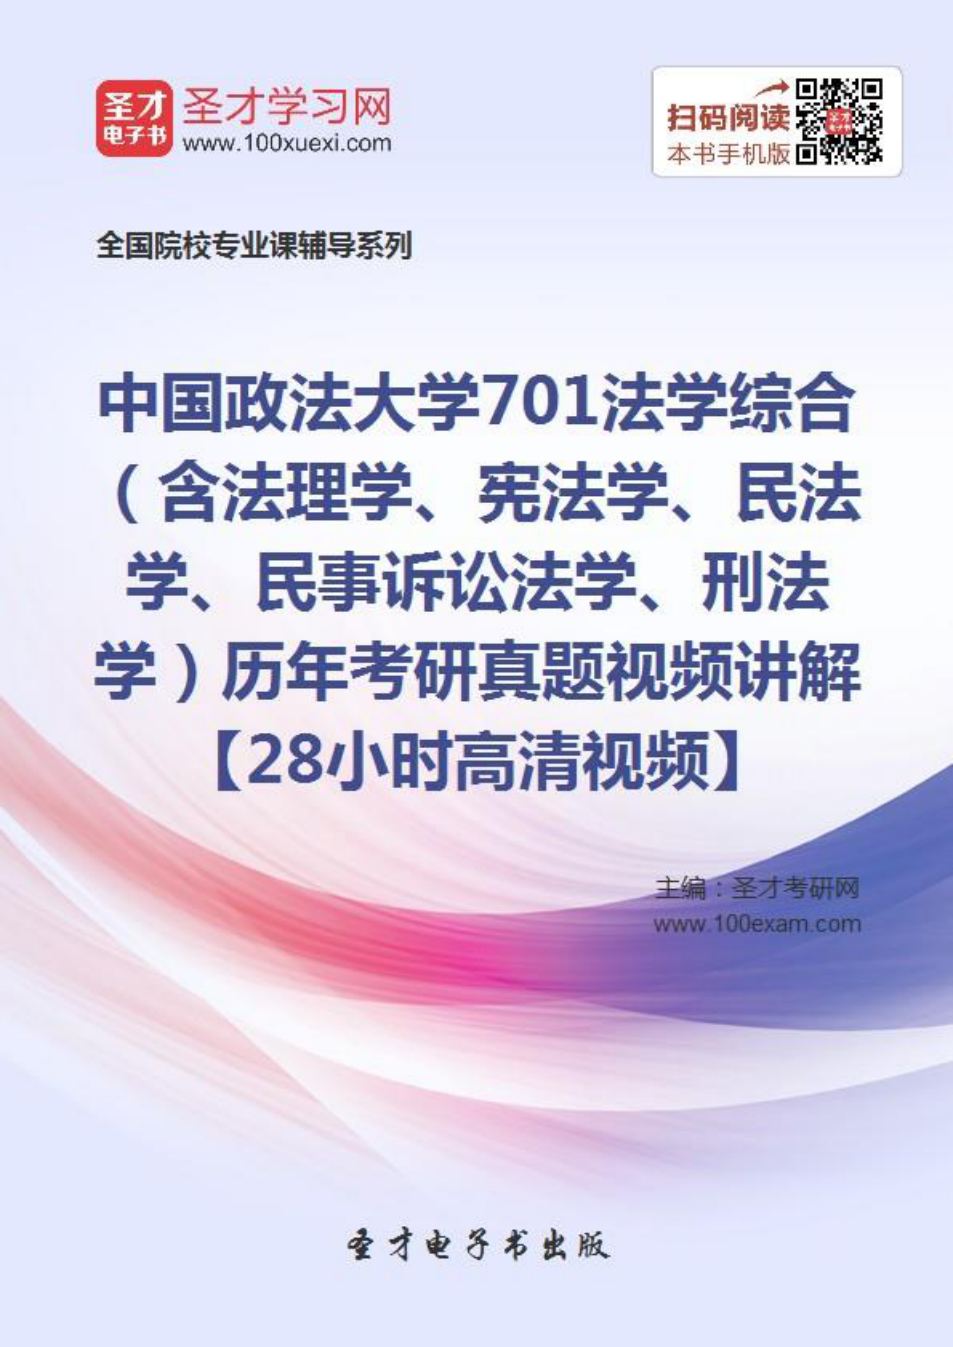 圣才
电子书
圣才学习网
www.100xuexi.com
扫码阅读
本书手机版
圣才
电子书
全国院校专业课辅导系列
中国政法大学701法学综合
（含法理学、宪法学、民法
学、民事诉讼法学、刑法
学）历年考研真题视频讲解
【28小时高清视频】
主编：圣才考研网
www.100exam.com
圣才电子书出版